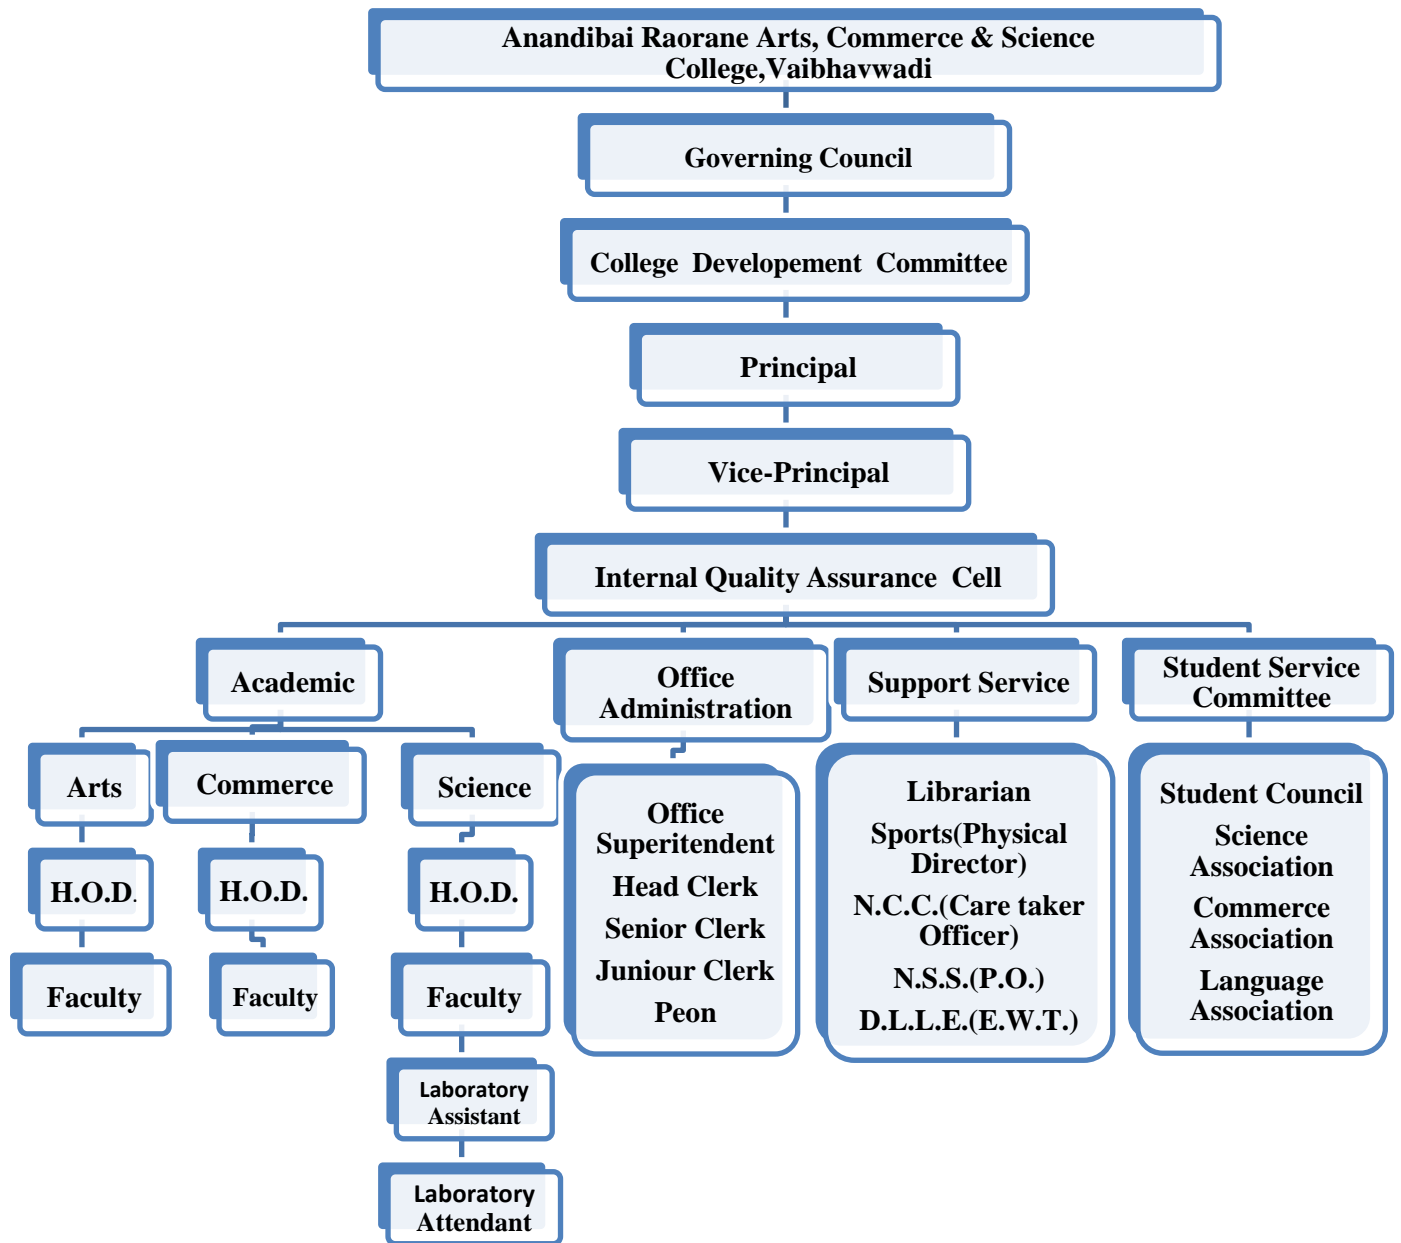 Anandibai Raorane Arts, Commerce & Science
College,Vaibhavwadi
Governing Council
College Developement Committee
Principal
Vice-Principal
Internal Quality Assurance Cell
Academic
Office
Administration
Support Service
Student Service
Committee
Arts
Commerce
Science
H.O.D.
H.O.D.
H.O.D.
Faculty
Faculty
Faculty
Laboratory
Assistant
Laboratory
Attendant
Office
Superitendent
Head Clerk
Senior Clerk
Juniour Clerk
Peon
Librarian
Sports(Physical
Director)
N.C.C.(Care taker
Officer)
N.S.S.(P.O.)
D.L.L.E.(E.W.T.)
Student Council
Science
Association
Commerce
Association
Language
Association